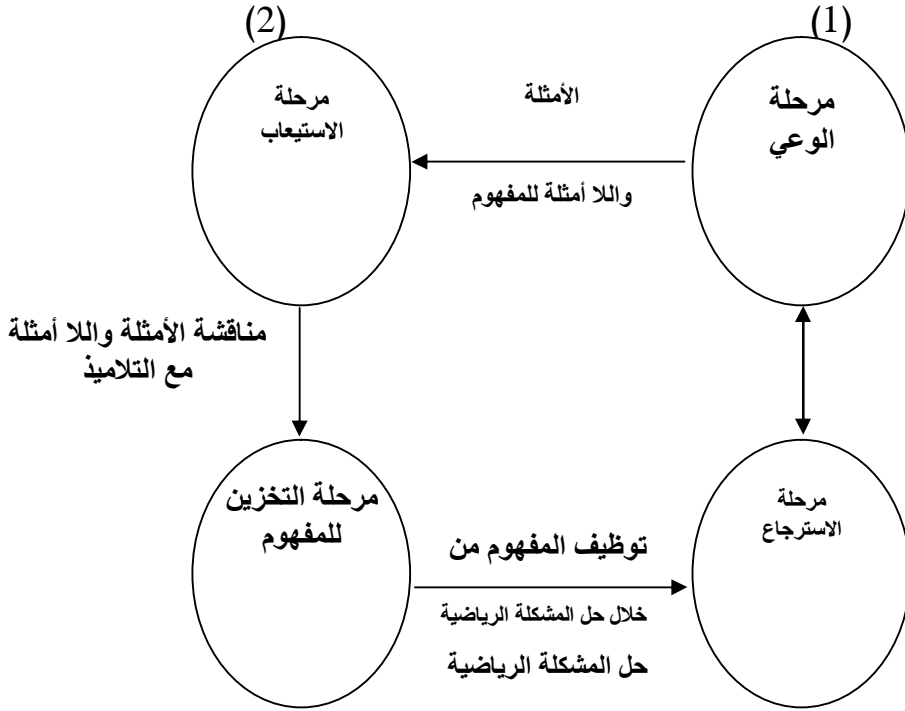 (1)
مرحلة
الوعي
الأمثلة
واللا أمثلة للمفهوم
(2)
مرحلة
الاستيعاب
مناقشة الأمثلة واللا أمثلة
مع التلاميذ
مرحلة التخزين
للمفهوم
توظيف المفهوم من
خلال حل المشكلة الرياضية
حل المشكلة الرياضية
مرحلة
الاسترجاع